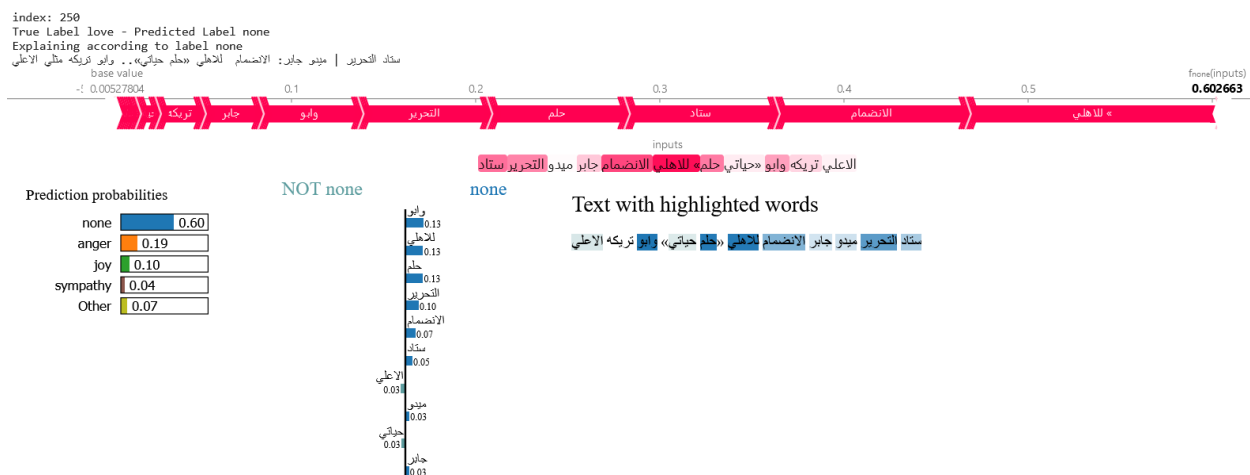 index: 250
True Label love - Predicted Label none
Explaining according to label none
ستاد التحرير | ميدو جابر: الانضمام للاهلي «حلم حياتي».. وابو تريكه مثلي الاعلي
base value
fnone(inputs)
0.00527804 0.1 0.2 0.3 0.4 0.5 0.602663
تريكه جابر وابو التحرير حلم ستاد الانضمام » للاهلي
inputs
ستاد التحرير ميدو جابر الانضمام للاهلي «حلم حياتي» وابو تريكه الاعلي
Prediction probabilities
none 0.60
anger 0.19
joy 0.10
sympathy 0.04
Other 0.07
NOT none none
وابو
0.13
للاهلي
0.13
حلم
0.13
التحرير
0.10
الانضمام
0.07
ستاد
0.05
الاعلي
0.03
ميدو
0.03
حياتي
0.03
جابر
0.03
Text with highlighted words
ستاد التحرير ميدو جابر الانضمام للاهلي «حلم حياتي» وابو تريكه الاعلي